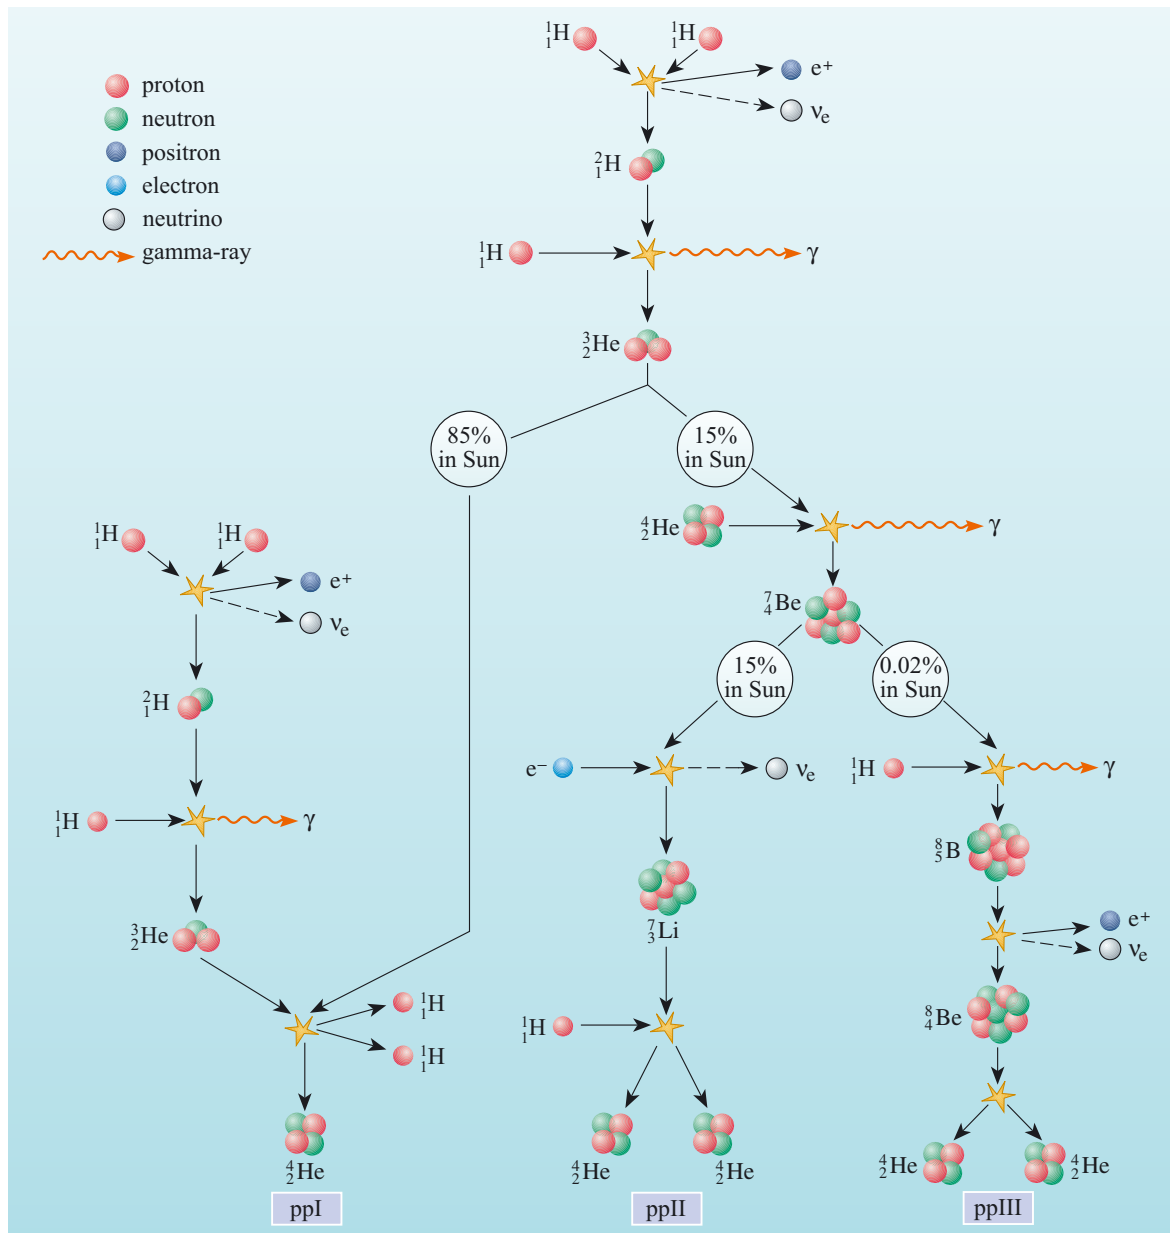 proton
neutron
positron
electron
neutrino
gamma-ray
¹₁H
¹₁H
e⁺
νₑ
²₁H
¹₁H
γ
³₂He
85%
in Sun
15%
in Sun
⁴₂He
γ
⁷₄Be
15%
in Sun
0.02%
in Sun
¹₁H
¹₁H
e⁺
νₑ
²₁H
¹₁H
γ
³₂He
¹₁H
¹₁H
⁴₂He
ppI
e⁻
νₑ
⁷₃Li
¹₁H
⁴₂He
⁴₂He
ppII
¹₁H
γ
⁸₅B
e⁺
νₑ
⁸₄Be
⁴₂He
⁴₂He
ppIII